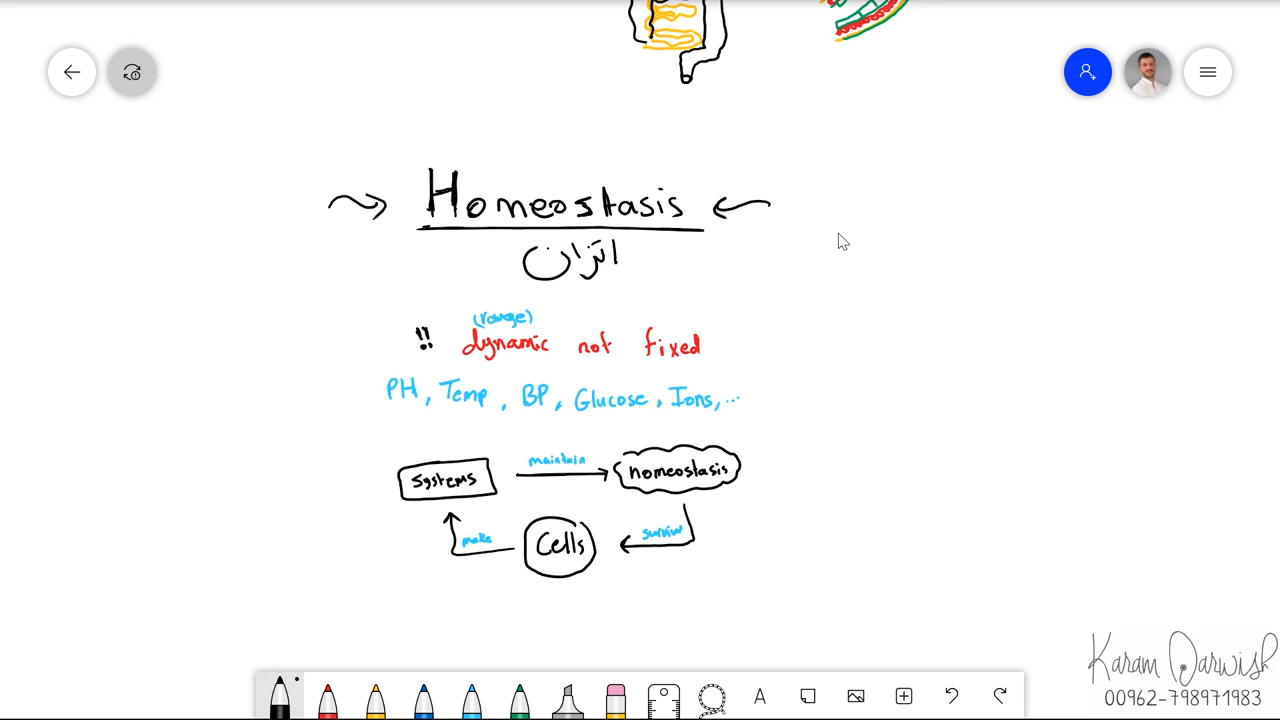 Homeostasis
اتزان
(range)
!! dynamic not fixed
PH, Temp, BP, Glucose, Ions, ...
maintain
Systems homeostasis
make Cells survive
A
Karam Darwish
00962-798971983